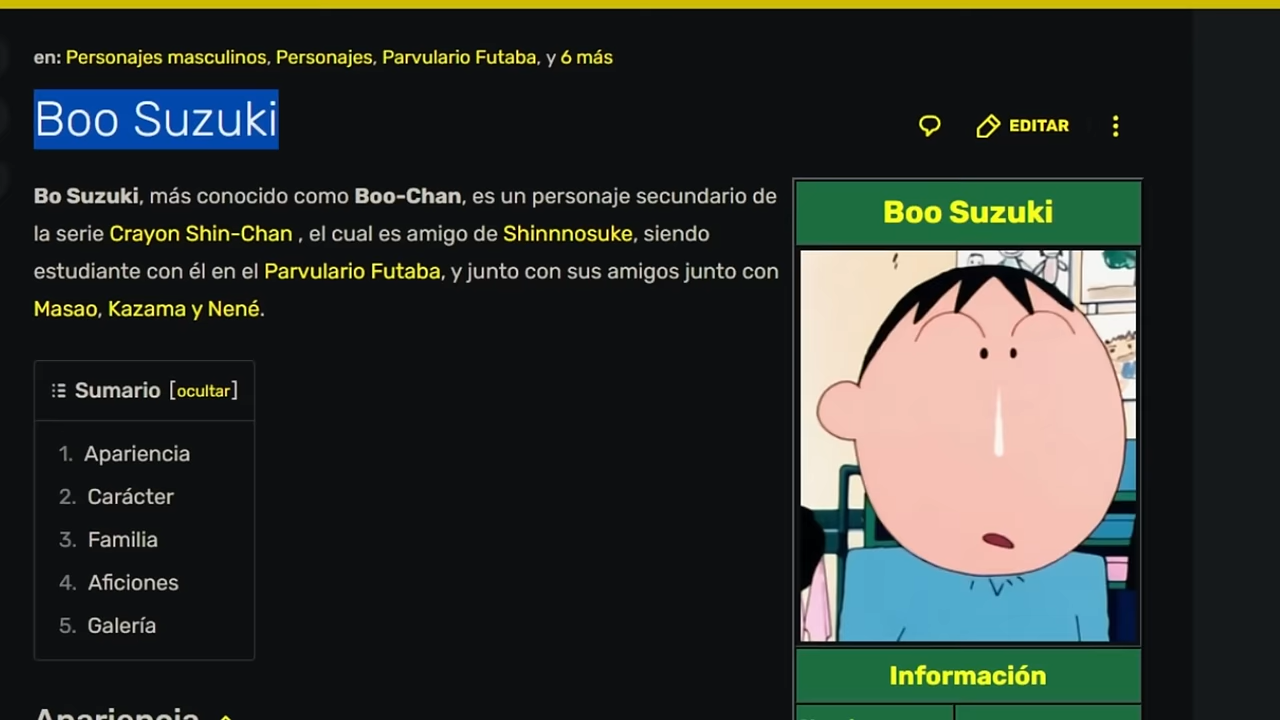 en: Personajes masculinos, Personajes, Parvulario Futaba, y 6 más
Boo Suzuki
EDITAR
Bo Suzuki, más conocido como Boo-Chan, es un personaje secundario de
la serie Crayon Shin-Chan , el cual es amigo de Shinnnosuke, siendo
estudiante con él en el Parvulario Futaba, y junto con sus amigos junto con
Masao, Kazama y Nené.
Sumario [ocultar]
1. Apariencia
2. Carácter
3. Familia
4. Aficiones
5. Galería
Apariencia
Boo Suzuki
Información